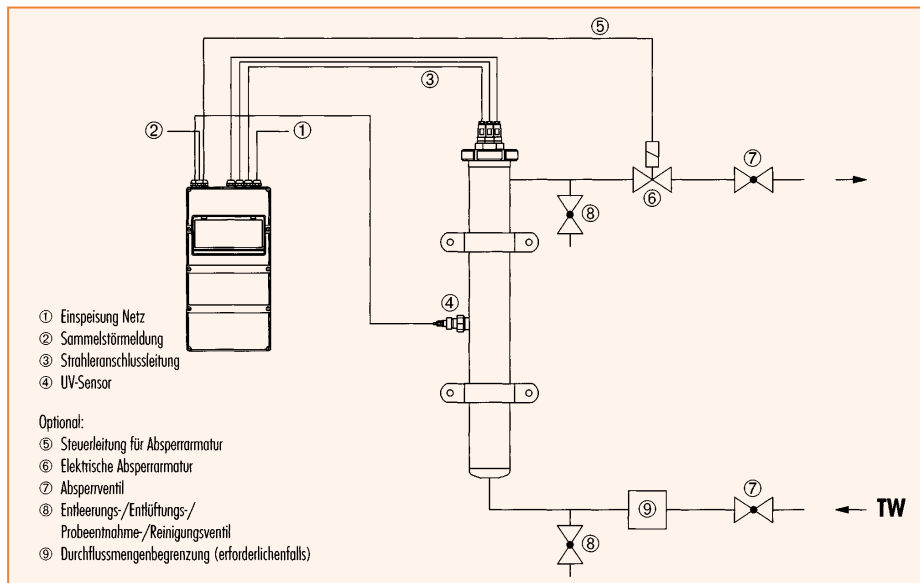 ⑤
③
②
①
⑦
⑥
⑧
④
① Einspeisung Netz
② Sammelstörmeldung
③ Strahleranschlussleitung
④ UV-Sensor
Optional:
⑤ Steuerleitung für Absperrarmatur
⑥ Elektrische Absperrarmatur
⑦ Absperrventil
⑧ Entleerungs-/Entlüftungs-/
Probeentnahme-/Reinigungsventil
⑨ Durchflussmengenbegrenzung (erforderlichenfalls)
⑦
⑨
TW
⑧